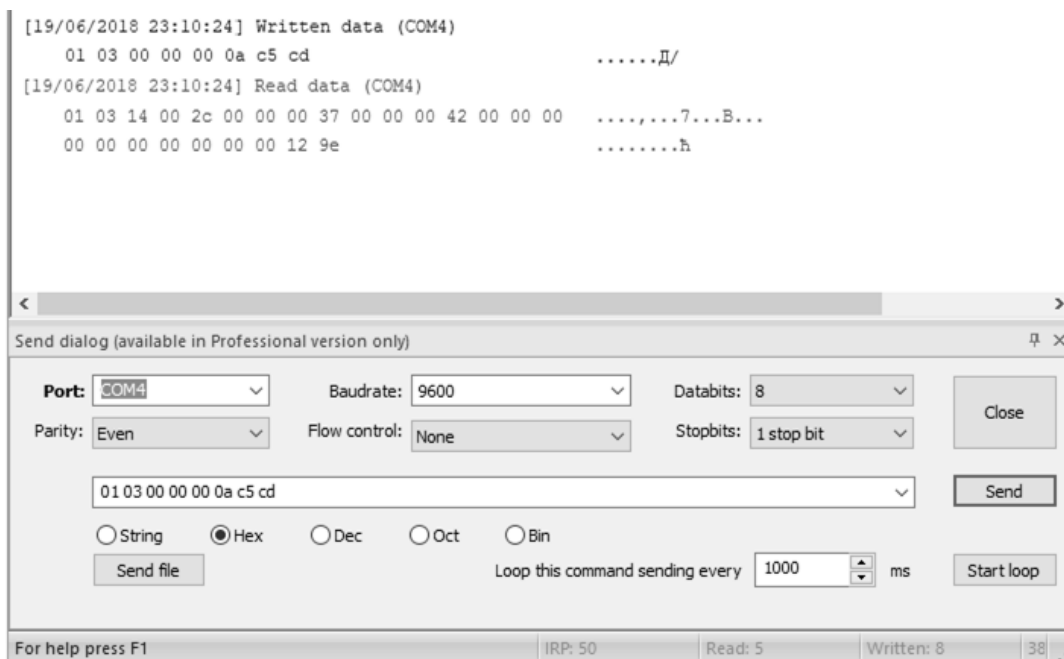 [19/06/2018 23:10:24] Written data (COM4)
01 03 00 00 00 0a c5 cd ......Д/
[19/06/2018 23:10:24] Read data (COM4)
01 03 14 00 2c 00 00 00 37 00 00 00 42 00 00 00 ....,...7...B...
00 00 00 00 00 00 00 12 9e ........ћ
Send dialog (available in Professional version only)
Port: COM4 Baudrate: 9600 Databits: 8 Close
Parity: Even Flow control: None Stopbits: 1 stop bit
01 03 00 00 00 0a c5 cd Send
String Hex Dec Oct Bin
Send file Loop this command sending every 1000 ms Start loop
For help press F1 IRP: 50 Read: 5 Written: 8 38